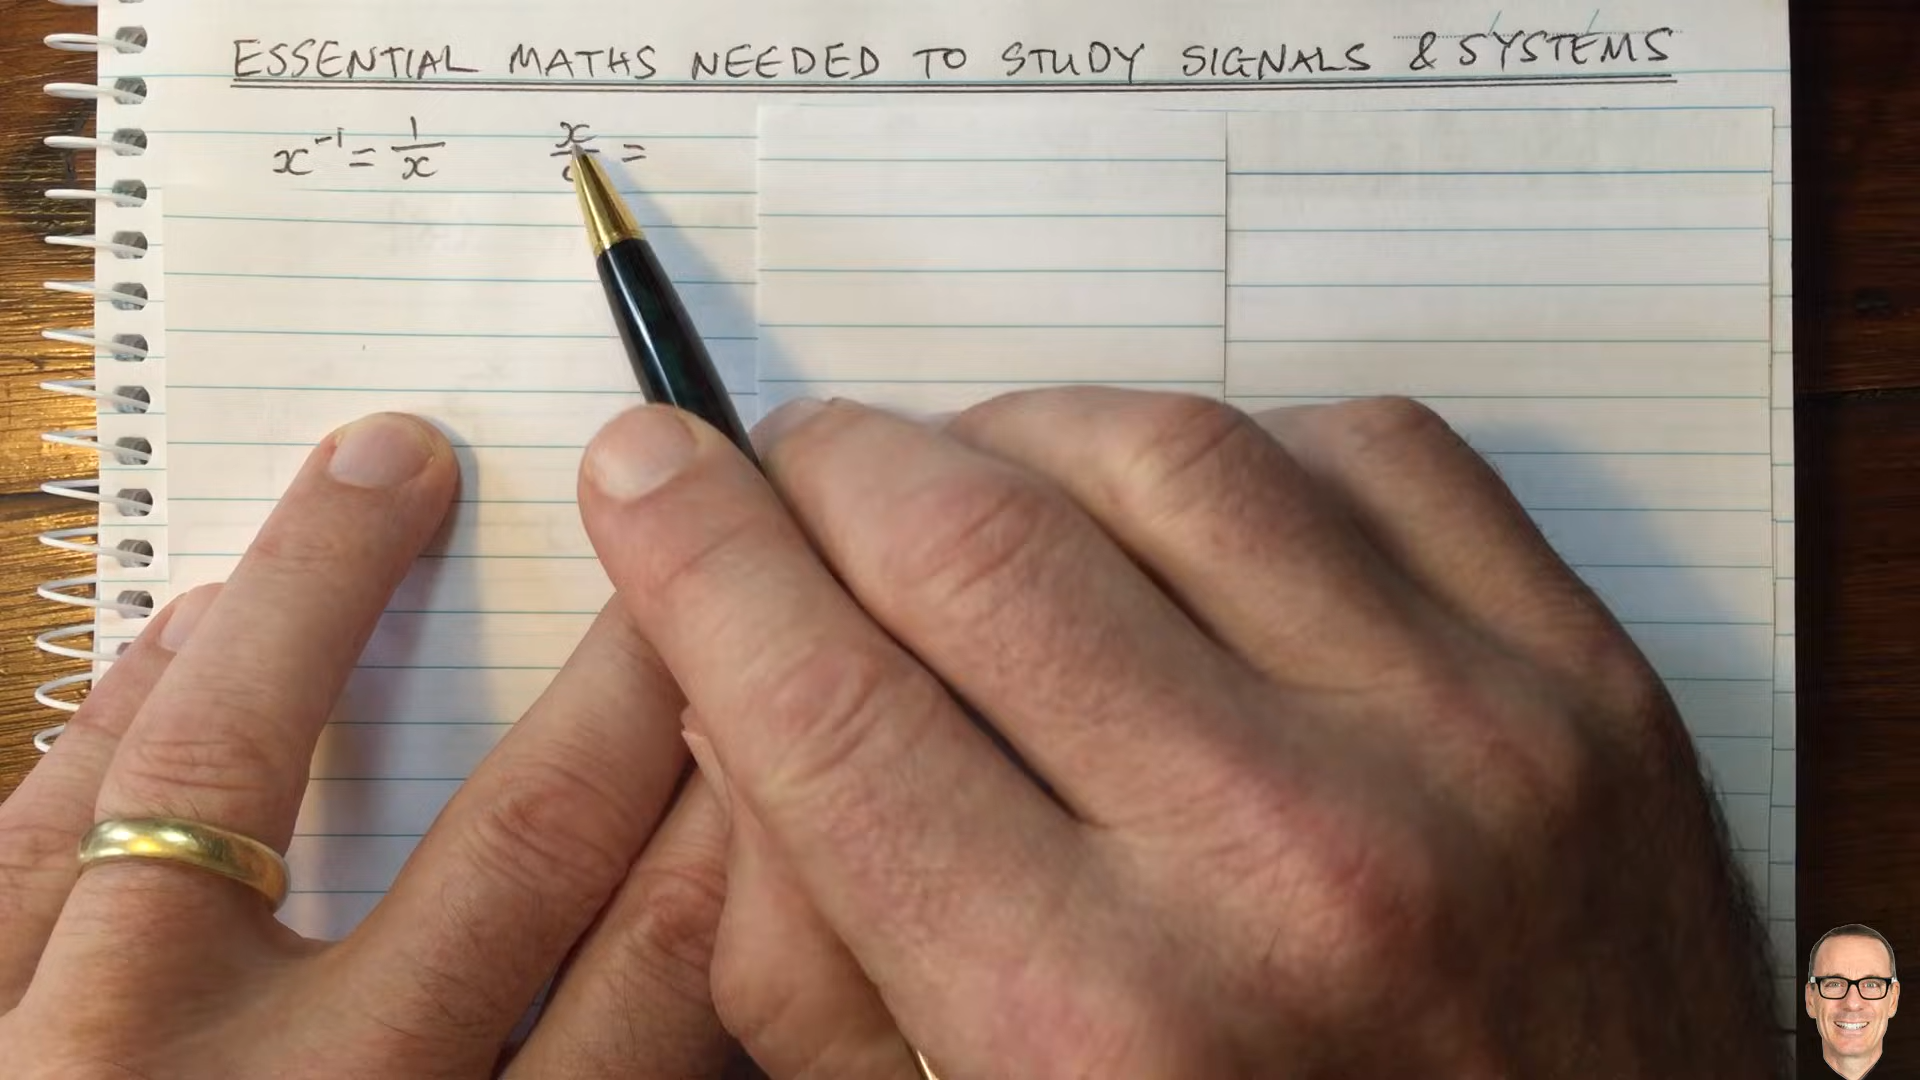 ESSENTIAL MATHS NEEDED TO STUDY SIGNALS & SYSTEMS
x⁻¹ = 1/x    x/ =